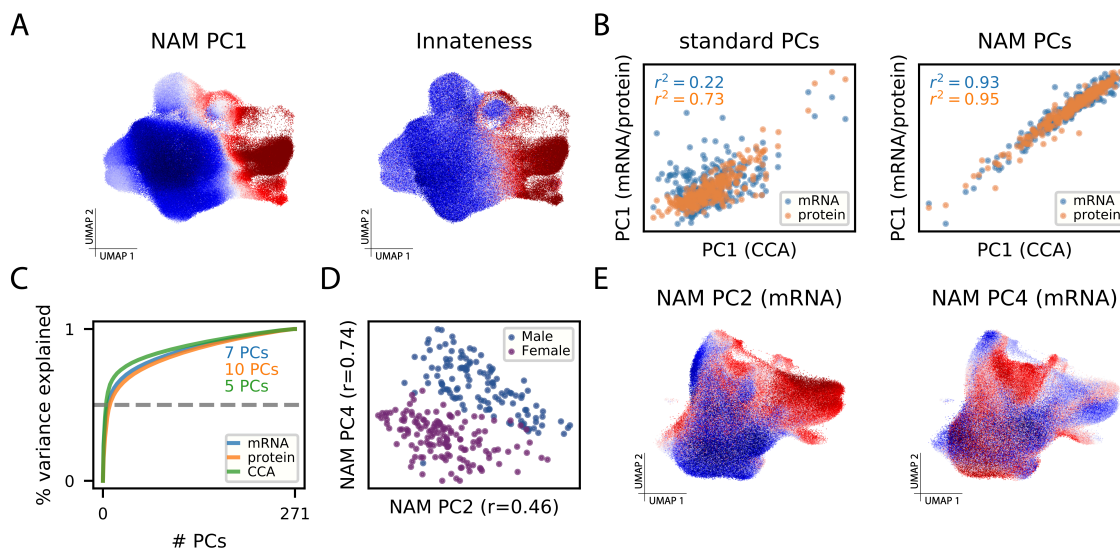 A
NAM PC1
Innateness
UMAP 2
UMAP 1
UMAP 2
UMAP 1
B
standard PCs
NAM PCs
PC1 (mRNA/protein)
r² = 0.22
r² = 0.73
mRNA
protein
PC1 (CCA)
PC1 (mRNA/protein)
r² = 0.93
r² = 0.95
mRNA
protein
PC1 (CCA)
C
% variance explained
1
0
7 PCs
10 PCs
5 PCs
mRNA
protein
CCA
0
271
# PCs
D
NAM PC4 (r=0.74)
Male
Female
NAM PC2 (r=0.46)
E
NAM PC2 (mRNA)
NAM PC4 (mRNA)
UMAP 2
UMAP 1
UMAP 2
UMAP 1